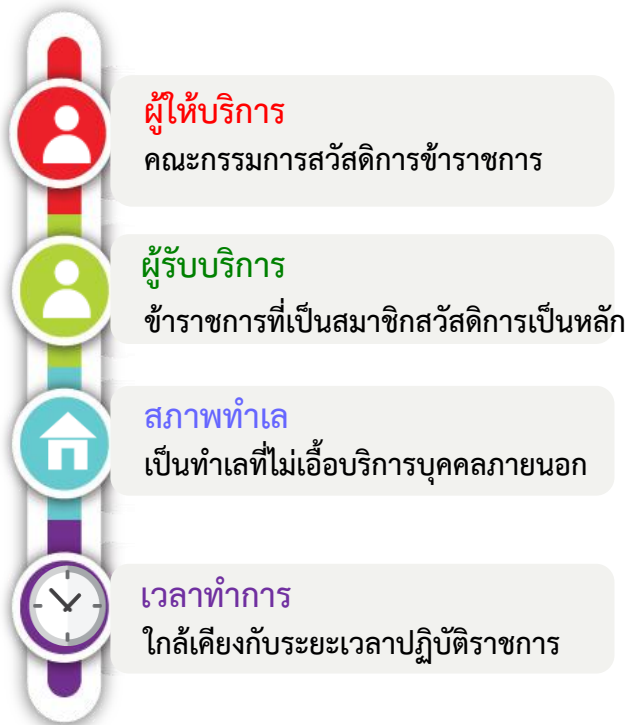 ผู้ให้บริการ
คณะกรรมการสวัสดิการข้าราชการ
ผู้รับบริการ
ข้าราชการที่เป็นสมาชิกสวัสดิการเป็นหลัก
สภาพทำเล
เป็นทำเลที่ไม่เอื้อบริการบุคคลภายนอก
เวลาทำการ
ใกล้เคียงกับระยะเวลาปฏิบัติราชการ